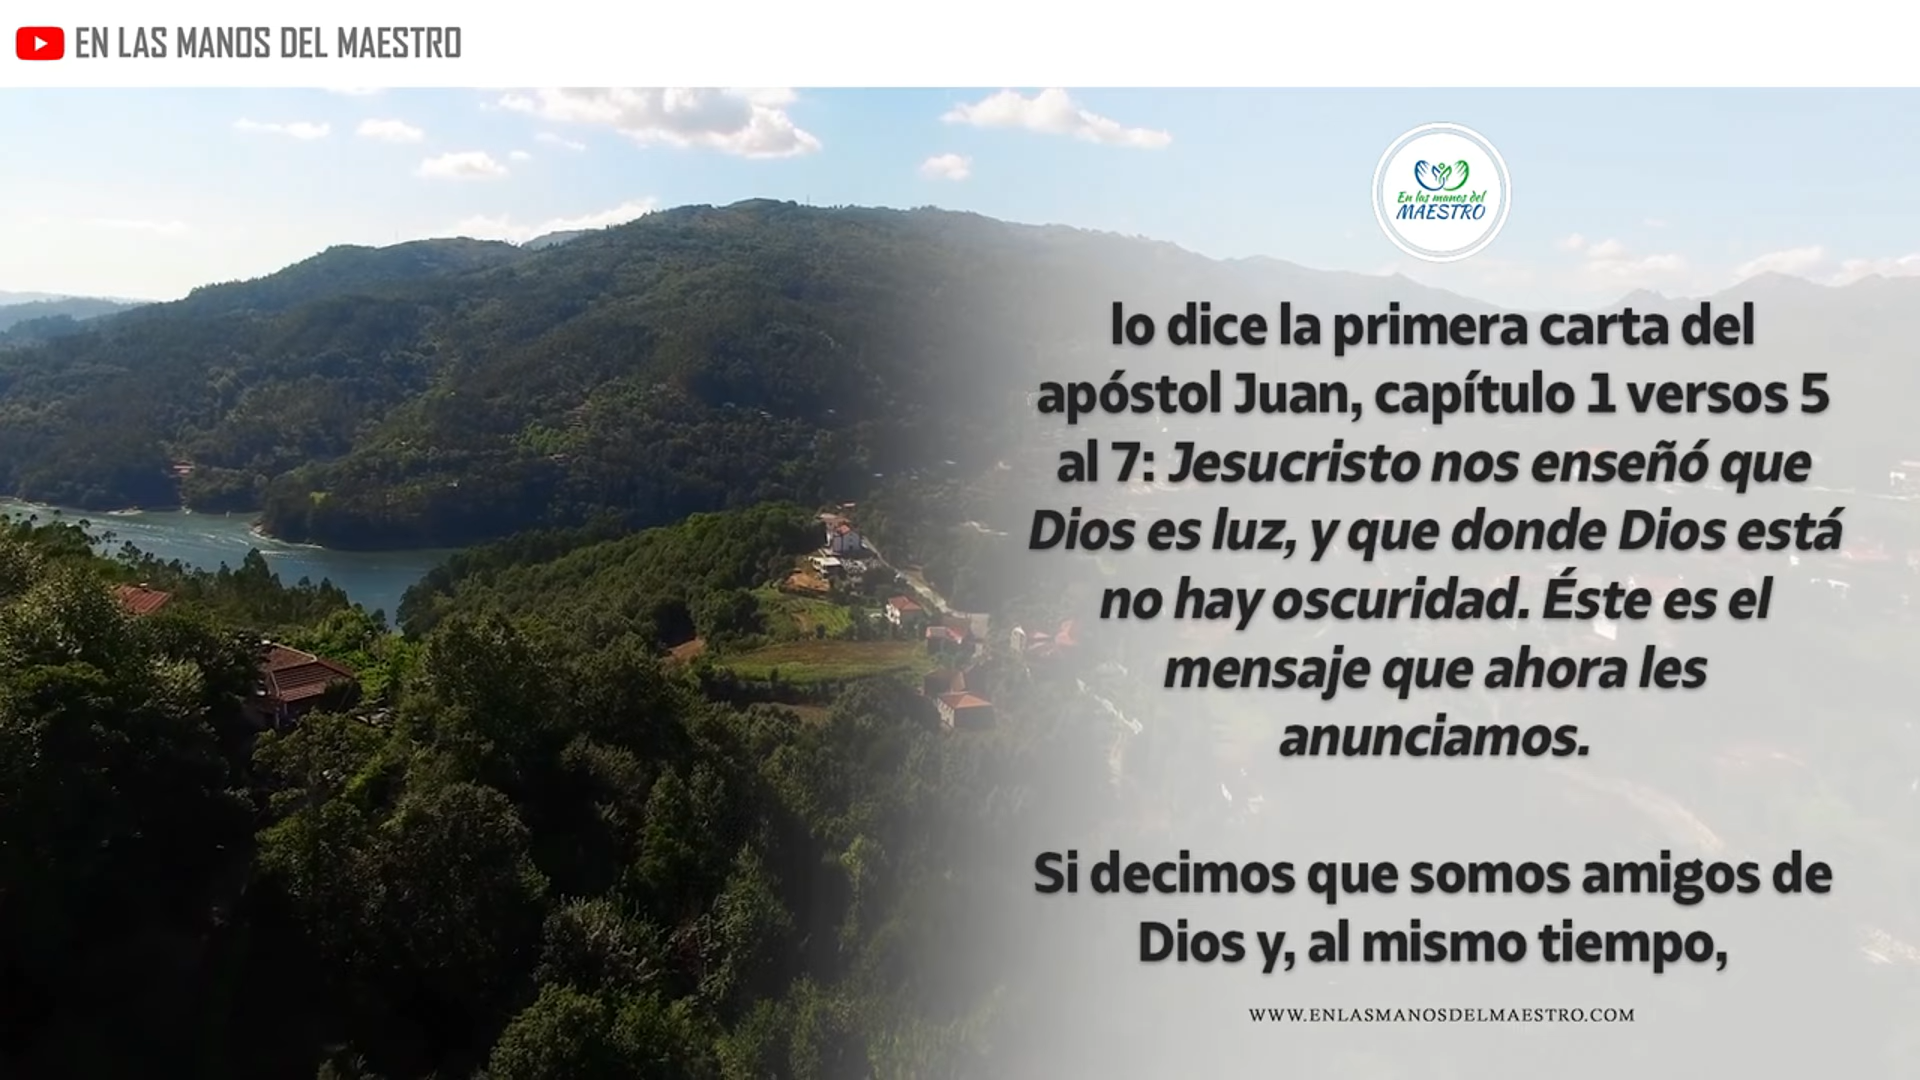 EN LAS MANOS DEL MAESTRO
En las manos del
MAESTRO
lo dice la primera carta del
apóstol Juan, capítulo 1 versos 5
al 7: Jesucristo nos enseñó que
Dios es luz, y que donde Dios está
no hay oscuridad. Éste es el
mensaje que ahora les
anunciamos.
Si decimos que somos amigos de
Dios y, al mismo tiempo,
WWW.ENLASMANOSDELMAESTRO.COM